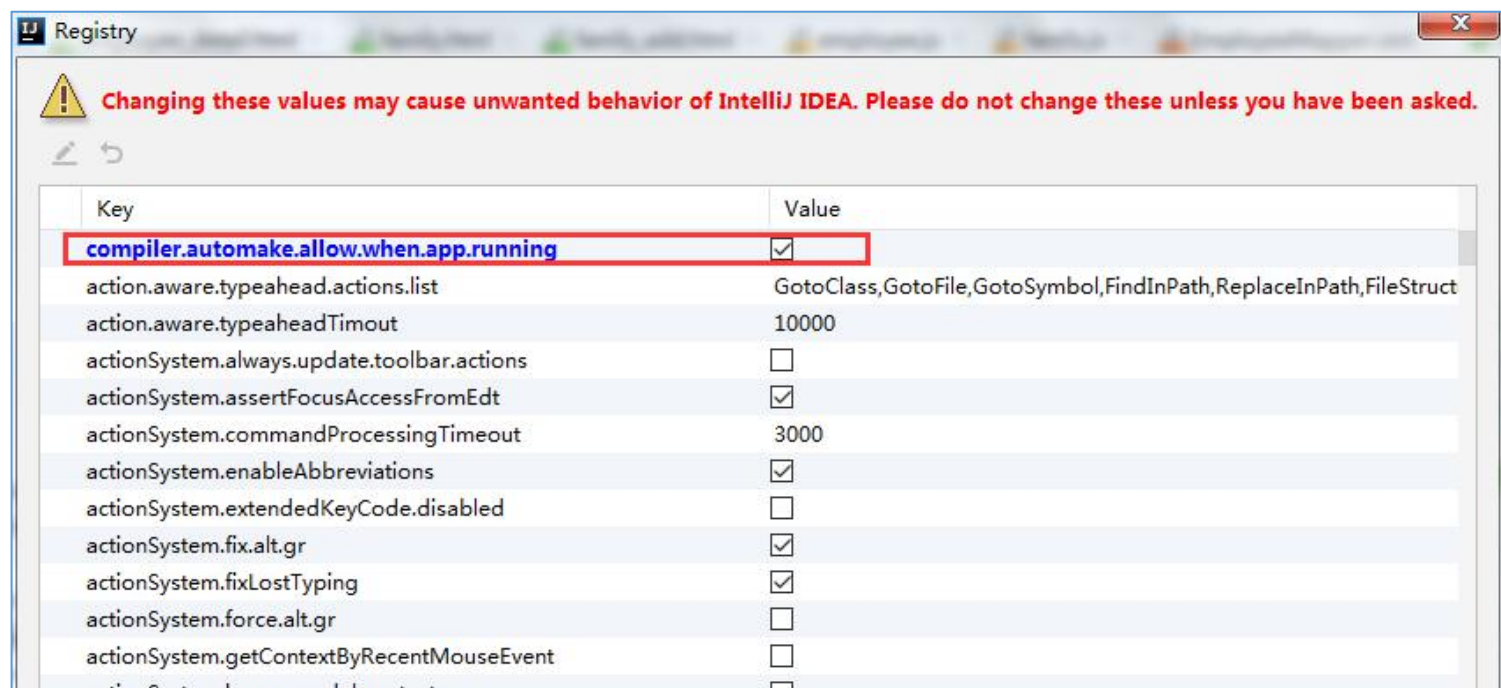 IJ Registry
Changing these values may cause unwanted behavior of IntelliJ IDEA. Please do not change these unless you have been asked.
Key Value
compiler.automake.allow.when.app.running
action.aware.typeahead.actions.list GotoClass,GotoFile,GotoSymbol,FindInPath,ReplaceInPath,FileStruct
action.aware.typeaheadTimout 10000
actionSystem.always.update.toolbar.actions
actionSystem.assertFocusAccessFromEdt
actionSystem.commandProcessingTimeout 3000
actionSystem.enableAbbreviations
actionSystem.extendedKeyCode.disabled
actionSystem.fix.alt.gr
actionSystem.fixLostTyping
actionSystem.force.alt.gr
actionSystem.getContextByRecentMouseEvent